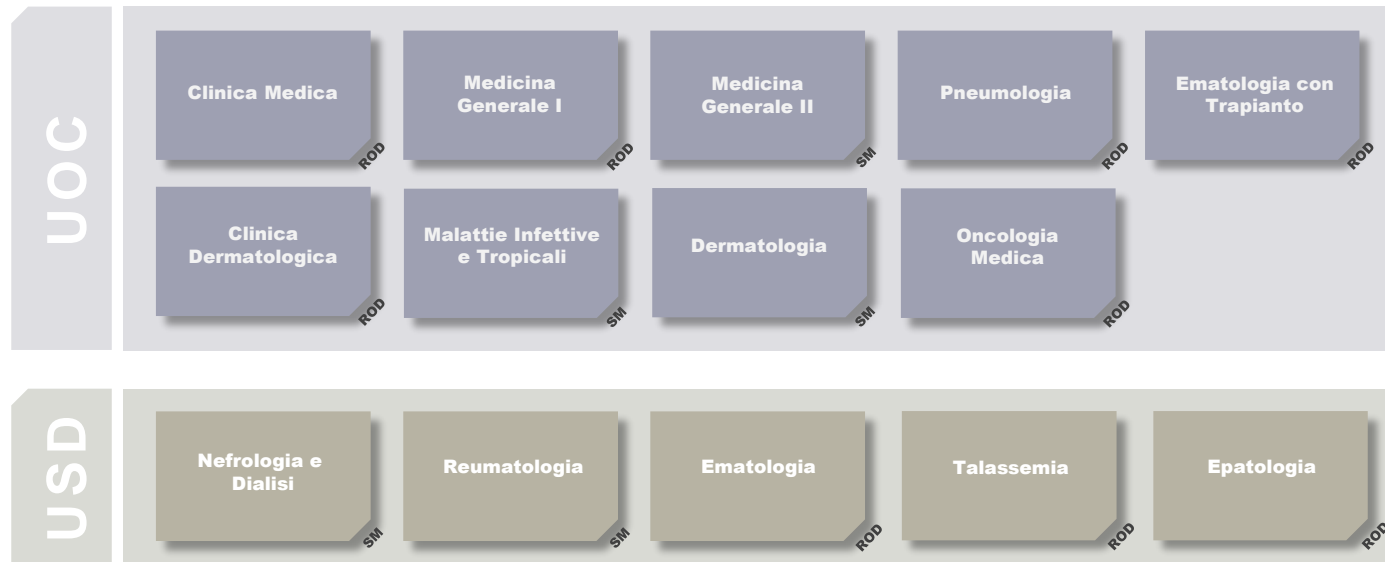 UOC
Clinica Medica
ROD
Medicina
Generale I
ROD
Medicina
Generale II
SM
Pneumologia
ROD
Ematologia con
Trapianto
ROD
Clinica
Dermatologica
ROD
Malattie Infettive
e Tropicali
SM
Dermatologia
SM
Oncologia
Medica
ROD
USD
Nefrologia e
Dialisi
SM
Reumatologia
SM
Ematologia
ROD
Talassemia
ROD
Epatologia
ROD